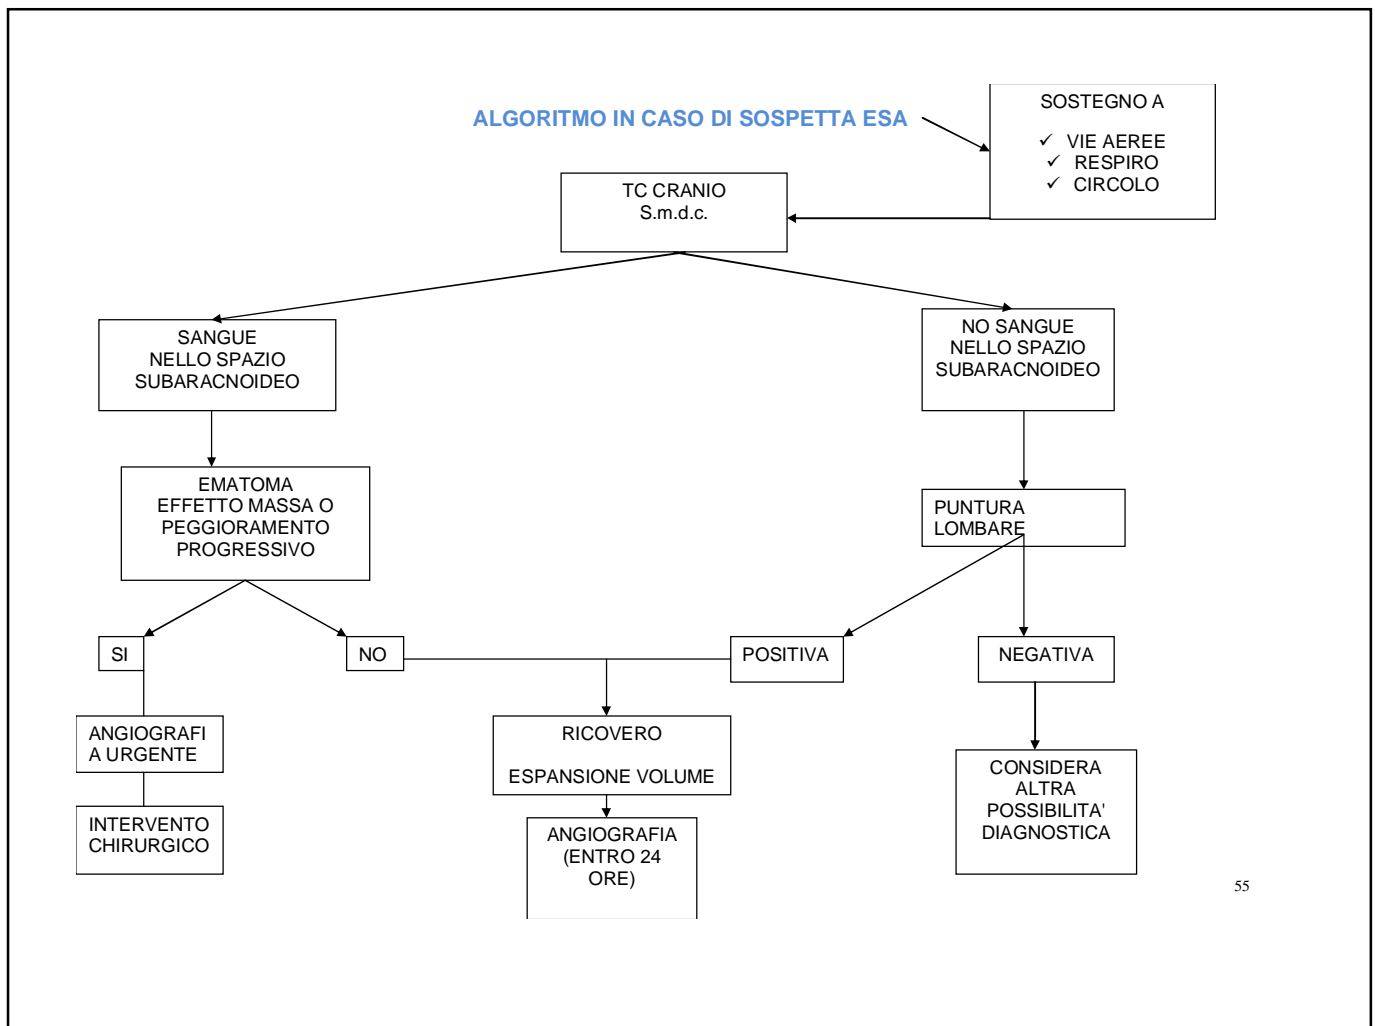 ALGORITMO IN CASO DI SOSPETTA ESA
SOSTEGNO A
✓ VIE AEREE
✓ RESPIRO
✓ CIRCOLO
TC CRANIO
S.m.d.c.
SANGUE
NELLO SPAZIO
SUBARACNOIDEO
NO SANGUE
NELLO SPAZIO
SUBARACNOIDEO
EMATOMA
EFFETTO MASSA O
PEGGIORAMENTO
PROGRESSIVO
PUNTURA
LOMBARE
SI
NO
POSITIVA
NEGATIVA
ANGIOGRAFI
A URGENTE
RICOVERO
ESPANSIONE VOLUME
CONSIDERA
ALTRA
POSSIBILITA'
DIAGNOSTICA
INTERVENTO
CHIRURGICO
ANGIOGRAFIA
(ENTRO 24
ORE)
55